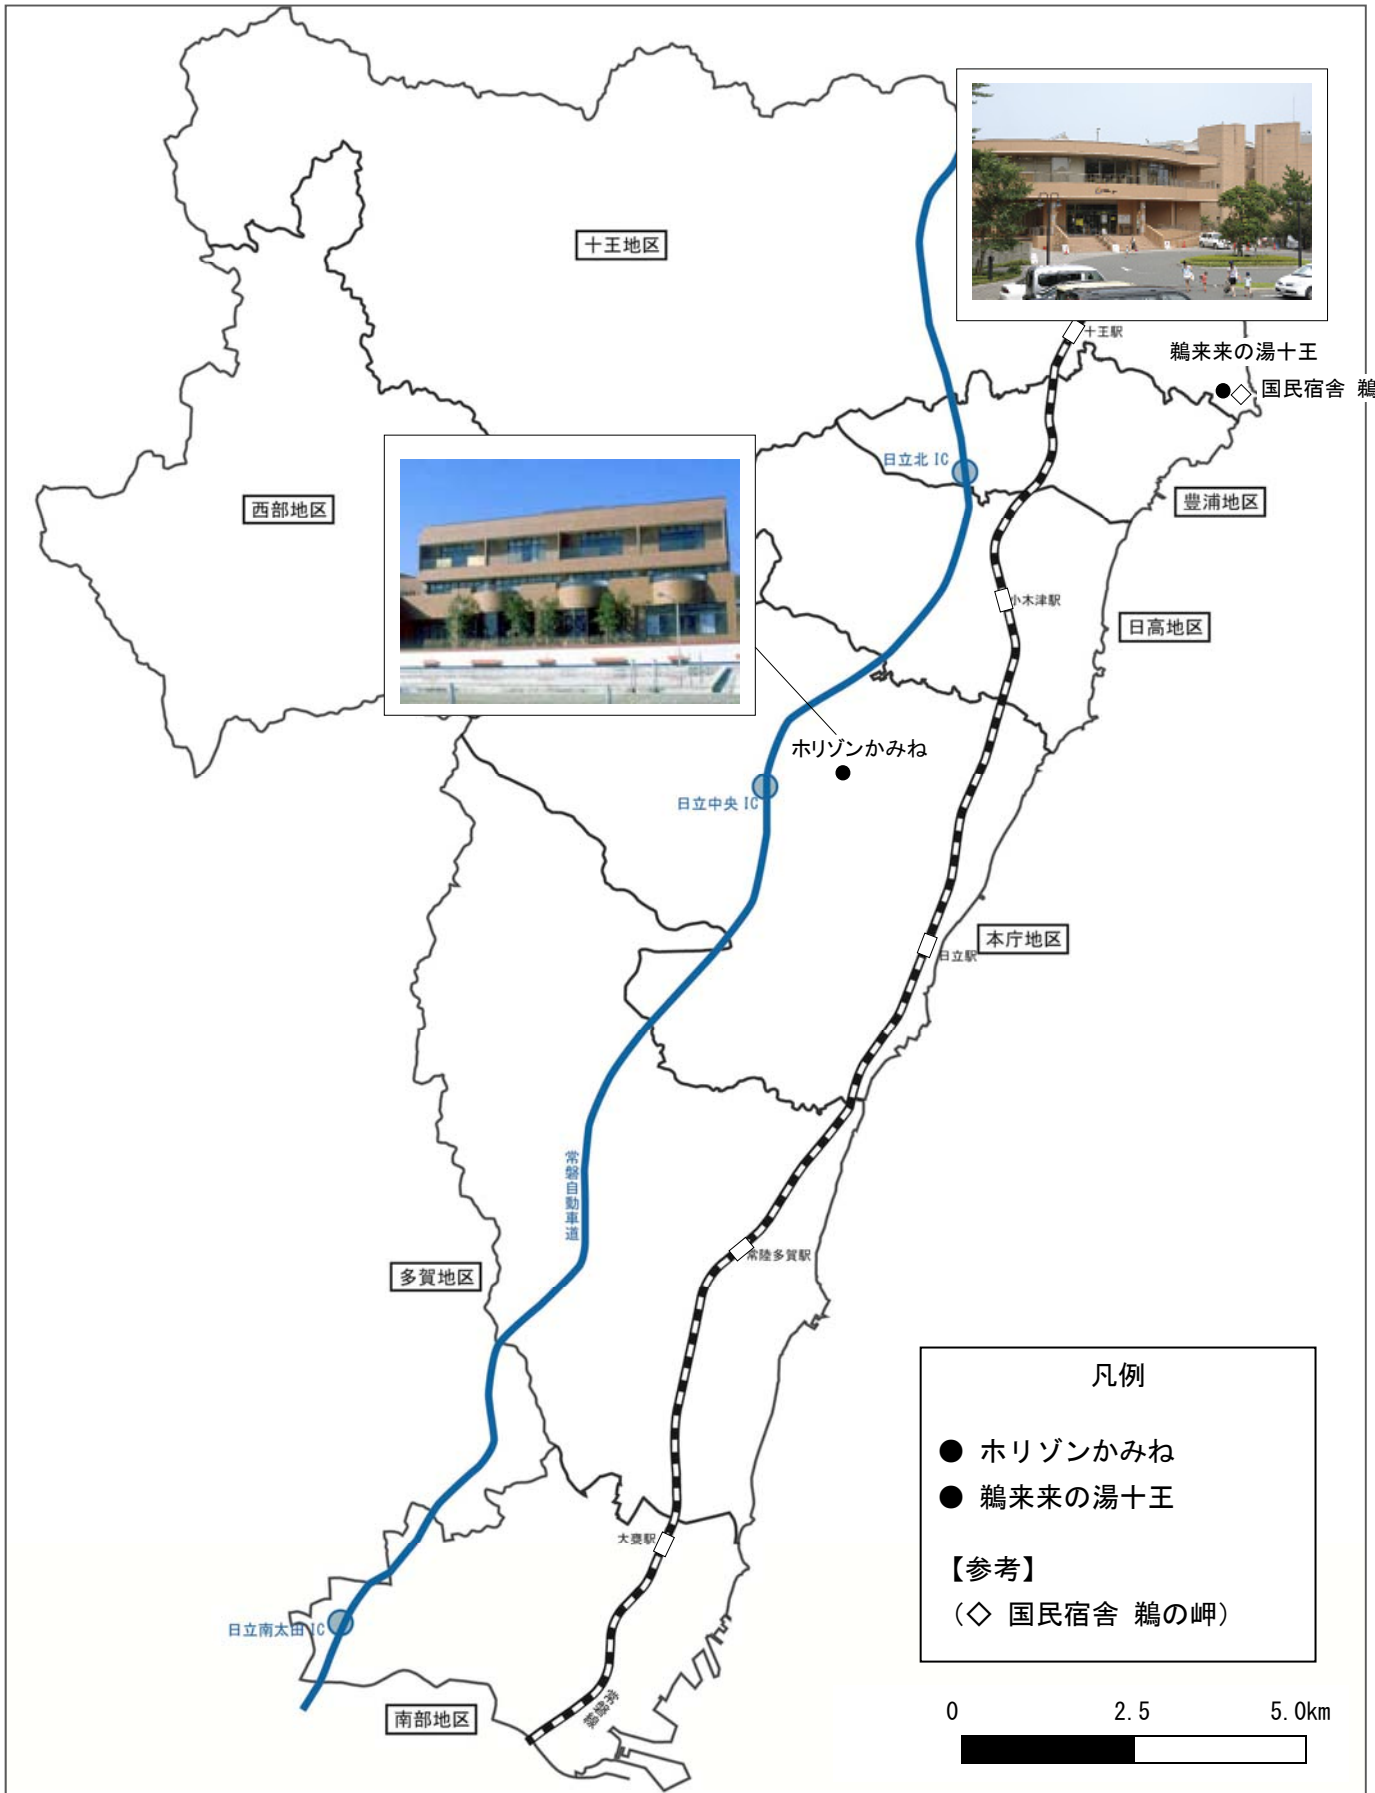 十王地区
十王駅
鵜来来の湯十王
国民宿舎 鵜
日立北 IC
西部地区
豊浦地区
小木津駅
日高地区
ホリゾンかみね
日立中央 IC
本庁地区
日立駅
常磐自動車道
常陸多賀駅
多賀地区
凡例
● ホリゾンかみね
● 鵜来来の湯十王
【参考】
(◇ 国民宿舎 鵜の岬)
大甕駅
日立南太田 IC
常磐線
南部地区
0 2.5 5.0km